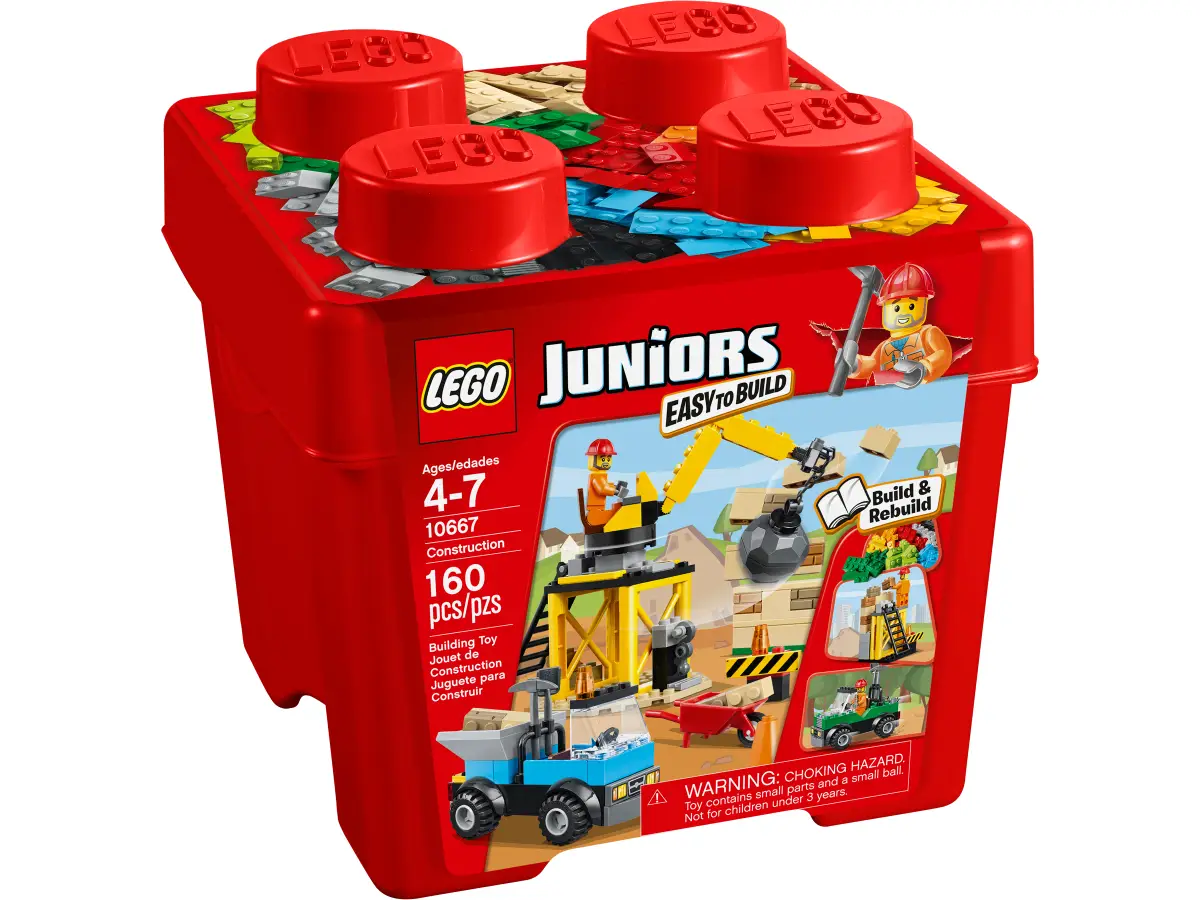 LEGO
LEGO
LEGO
LEGO
LEGO
JUNIORS
EASY TO BUILD
Ages/edades
4-7
10667
Construction
160
pcs/pzs
Building Toy
Jouet de
Construction
Juguete para
Construir
Build &
Rebuild
WARNING: CHOKING HAZARD.
Toy contains small parts and a small ball.
Not for children under 3 years.